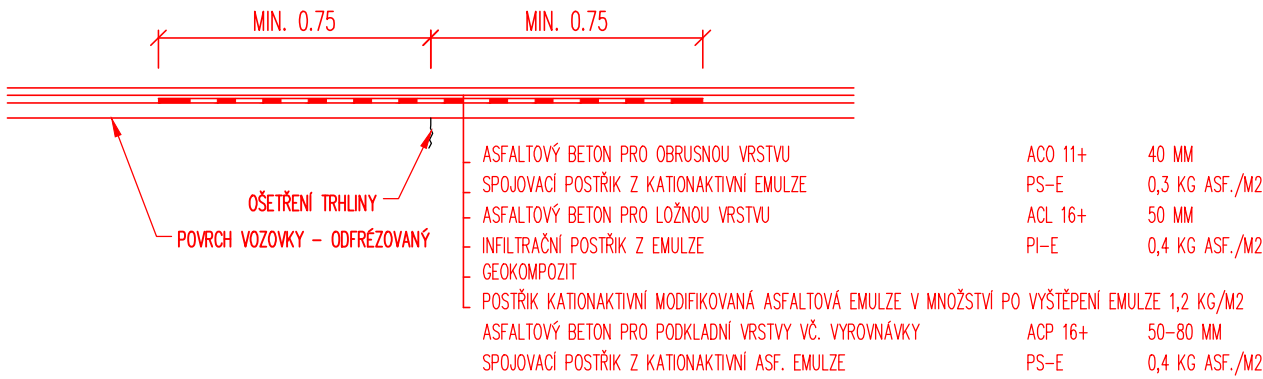 MIN. 0.75 MIN. 0.75
ASFALTOVÝ BETON PRO OBRUSNOU VRSTVU ACO 11+ 40 MM
SPOJOVACÍ POSTŘIK Z KATIONAKTIVNÍ EMULZE PS-E 0,3 KG ASF./M2
OŠETŘENÍ TRHLINY
ASFALTOVÝ BETON PRO LOŽNOU VRSTVU ACL 16+ 50 MM
POVRCH VOZOVKY - ODFRÉZOVANÝ
INFILTRAČNÍ POSTŘIK Z EMULZE PI-E 0,4 KG ASF./M2
GEOKOMPOZIT
POSTŘIK KATIONAKTIVNÍ MODIFIKOVANÁ ASFALTOVÁ EMULZE V MNOŽSTVÍ PO VYŠTĚPENÍ EMULZE 1,2 KG/M2
ASFALTOVÝ BETON PRO PODKLADNÍ VRSTVY VČ. VYROVNÁVKY ACP 16+ 50-80 MM
SPOJOVACÍ POSTŘIK Z KATIONAKTIVNÍ ASF. EMULZE PS-E 0,4 KG ASF./M2